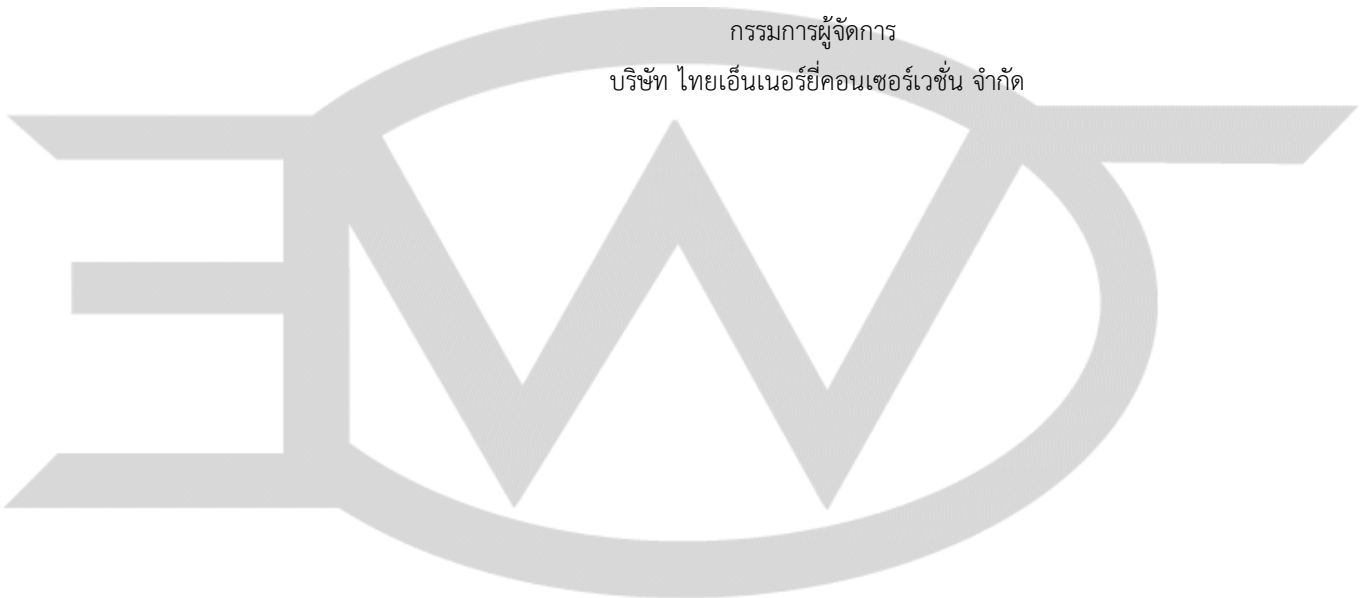 กรรมการผู้จัดการ
บริษัท ไทยเอ็นเนอร์ยี่คอนเซอร์เวชั่น จำกัด